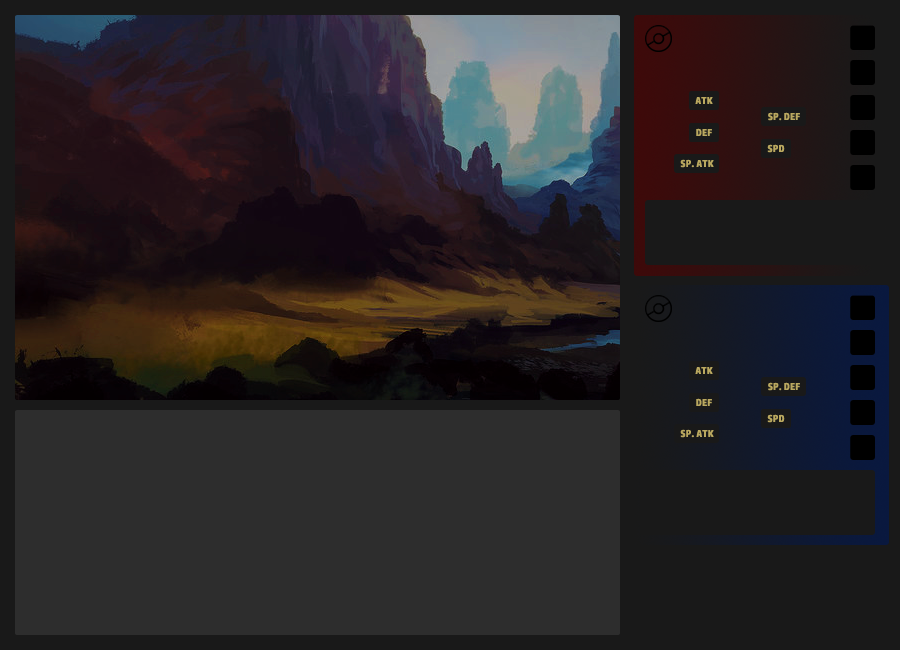 ATK
SP. DEF
DEF
SPD
SP. ATK
ATK
SP. DEF
DEF
SPD
SP. ATK